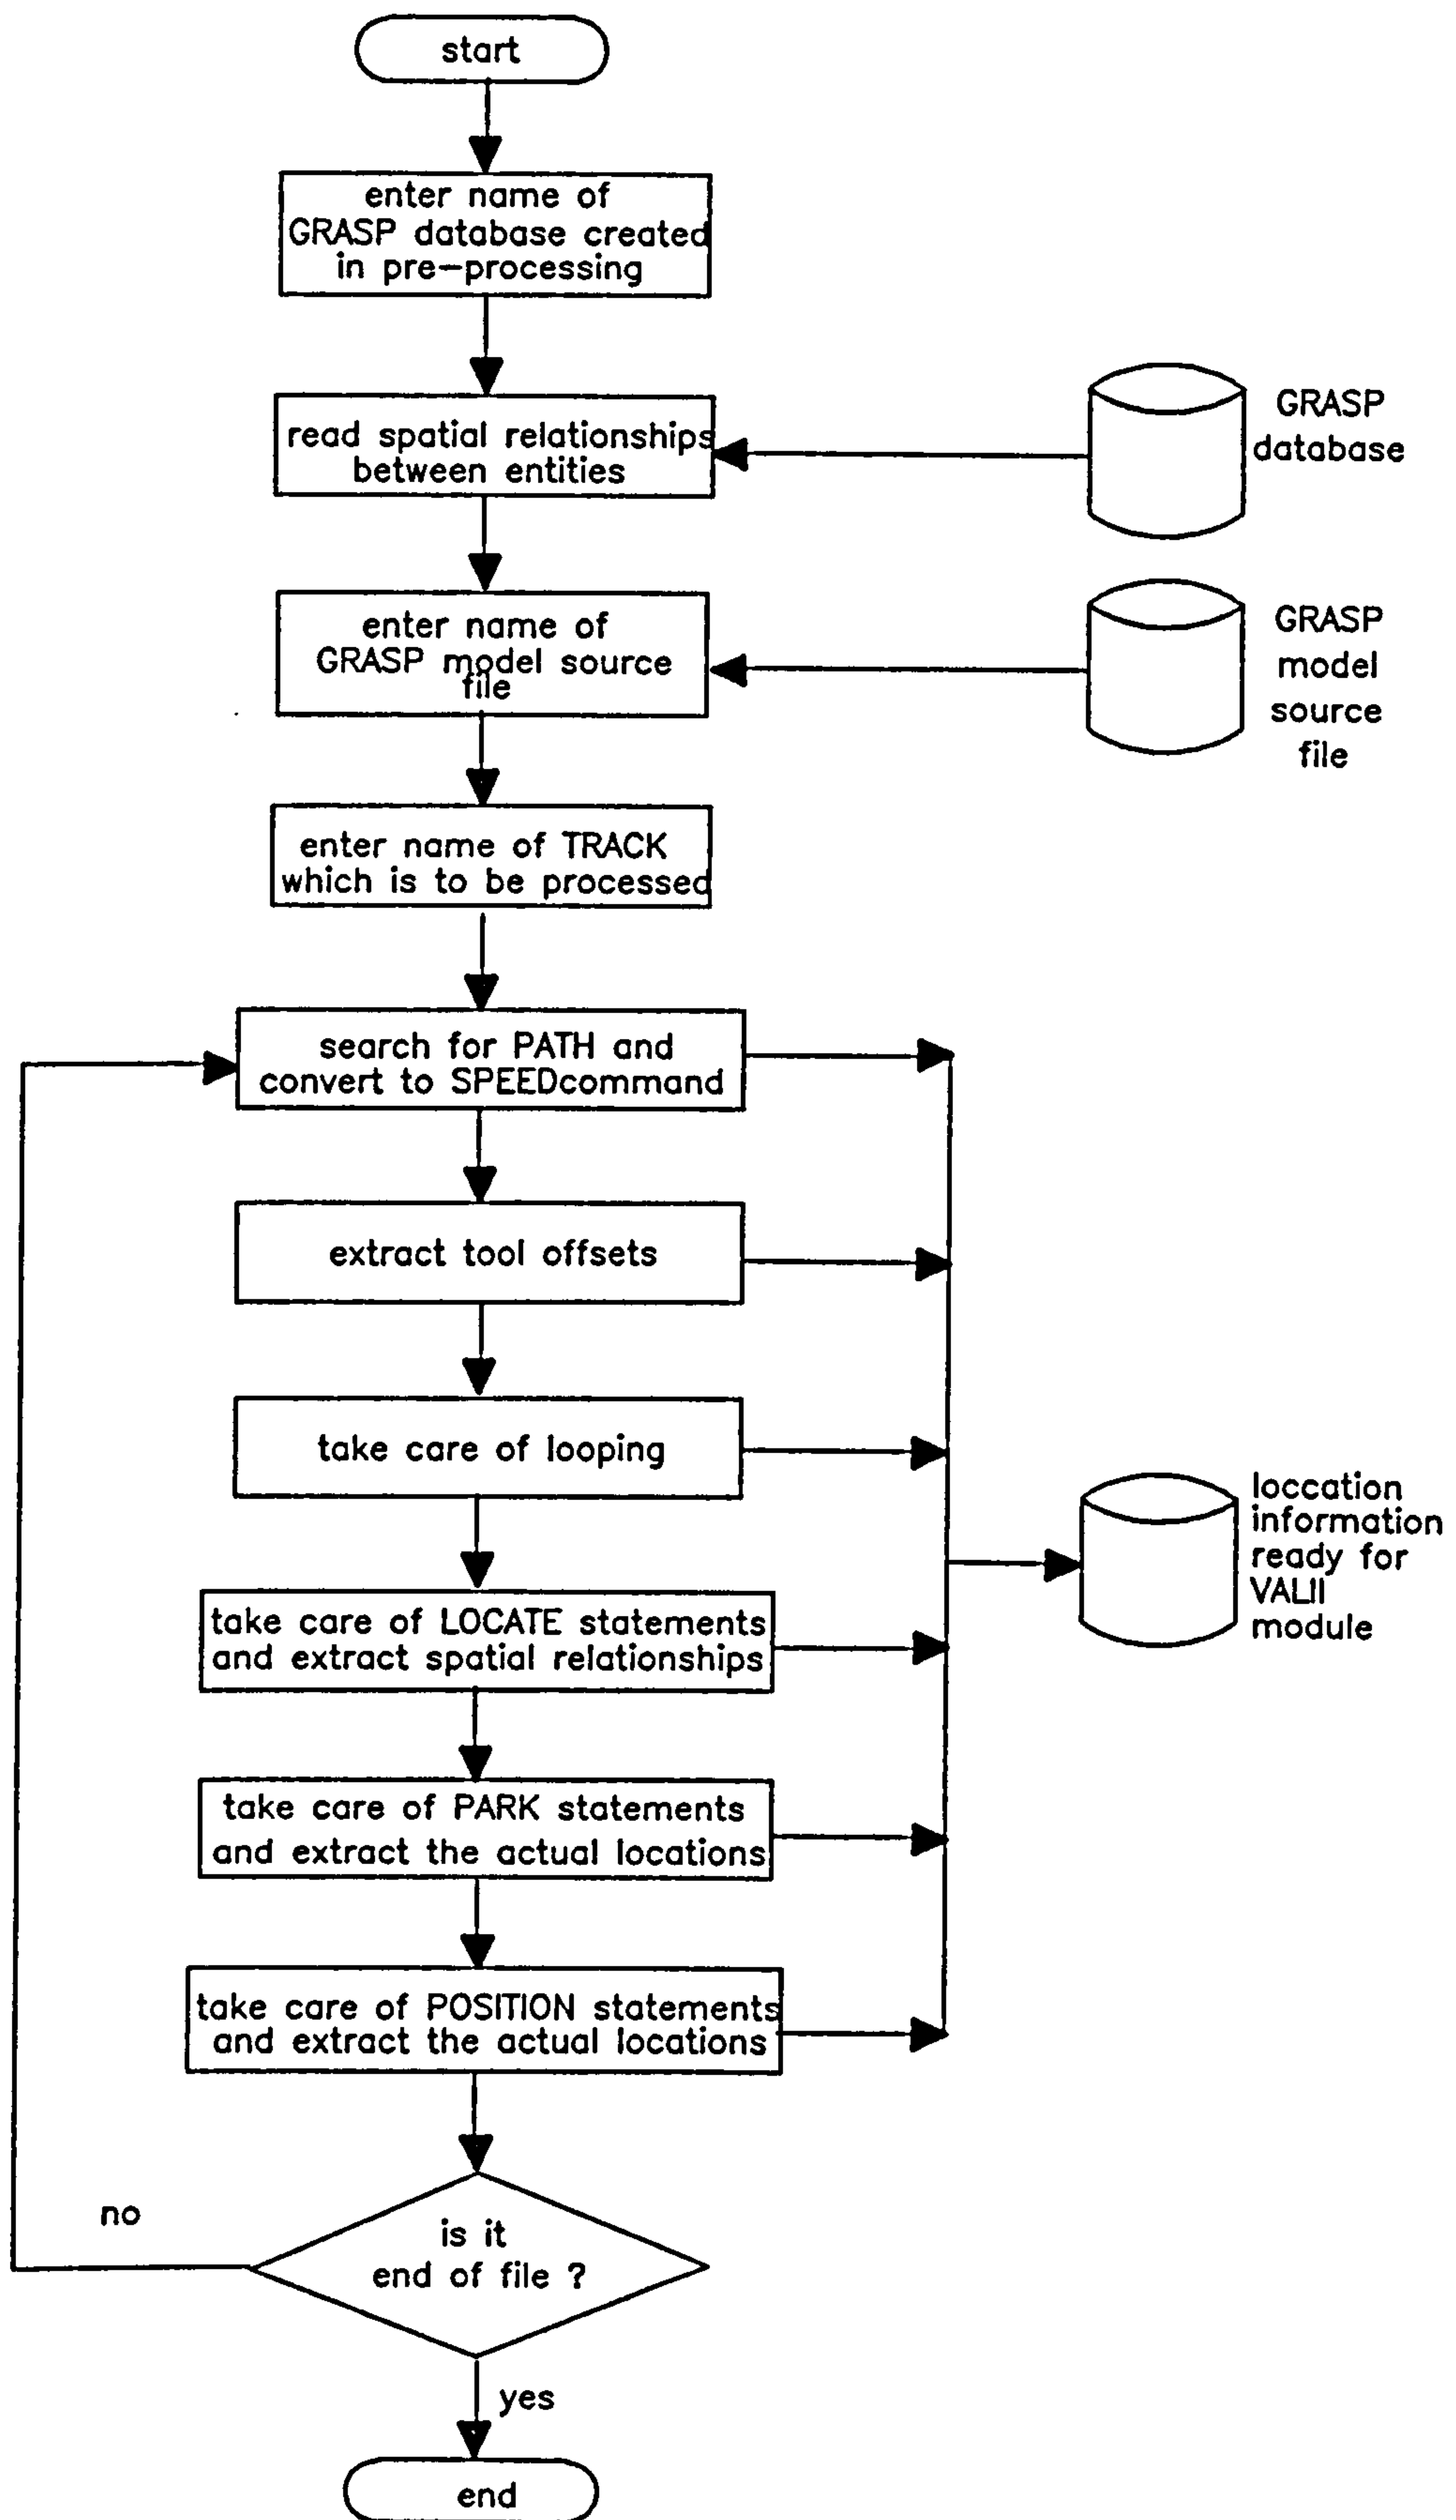 start
enter name of
GRASP database created
in pre-processing
read spatial relationships
between entities
GRASP
database
enter name of
GRASP model source
file
GRASP
model
source
file
enter name of TRACK
which is to be processed
search for PATH and
convert to SPEEDcommand
extract tool offsets
take care of looping
loccation
information
ready for
VALII
module
take care of LOCATE statements
and extract spatial relationships
take care of PARK statements
and extract the actual locations
take care of POSITION statements
and extract the actual locations
no
is it
end of file ?
yes
end